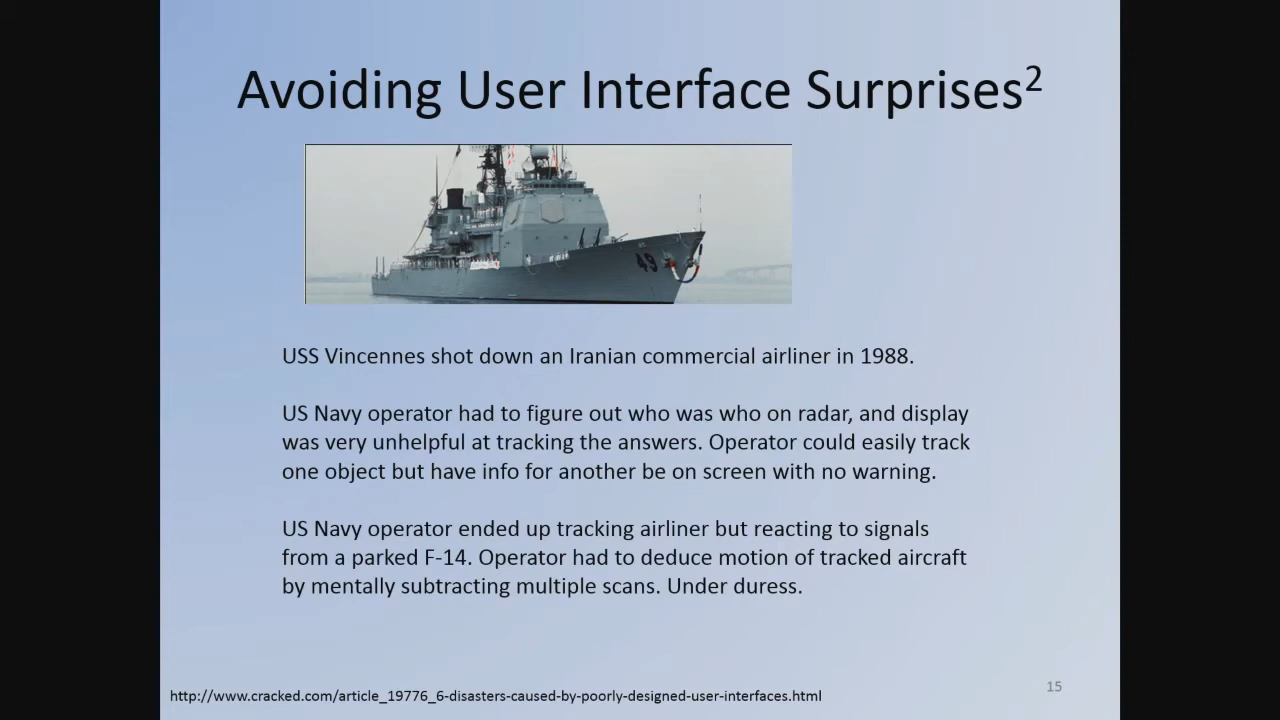 Avoiding User Interface Surprises²
49
USS Vincennes shot down an Iranian commercial airliner in 1988.
US Navy operator had to figure out who was who on radar, and display
was very unhelpful at tracking the answers. Operator could easily track
one object but have info for another be on screen with no warning.
US Navy operator ended up tracking airliner but reacting to signals
from a parked F-14. Operator had to deduce motion of tracked aircraft
by mentally subtracting multiple scans. Under duress.
http://www.cracked.com/article_19776_6-disasters-caused-by-poorly-designed-user-interfaces.html
15